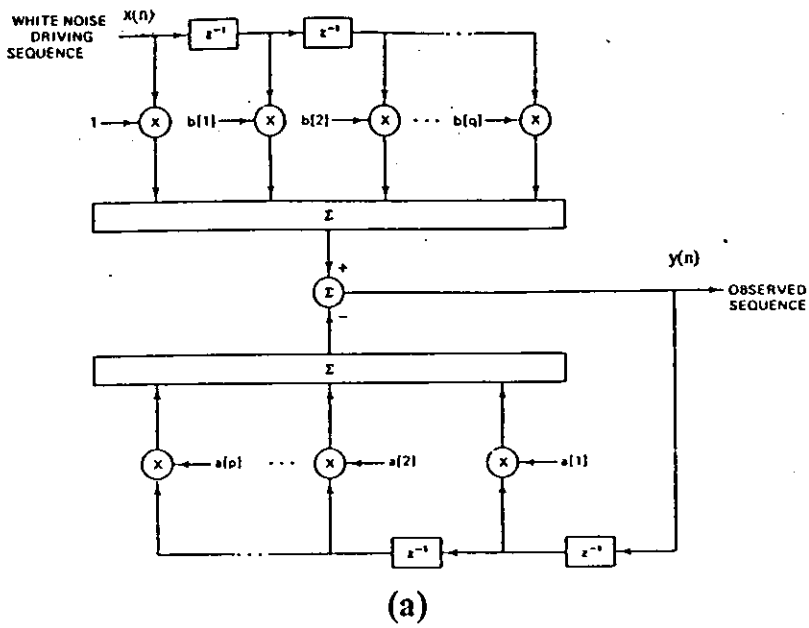 WHITE NOISE
DRIVING
SEQUENCE
x(n)
z⁻¹ z⁻¹
1 × b[1] × b[2] × ... b[q] ×
Σ
+
Σ
−
y(n)
OBSERVED
SEQUENCE
Σ
× a[p] ... × a[2] × a[1]
z⁻¹ z⁻¹
(a)